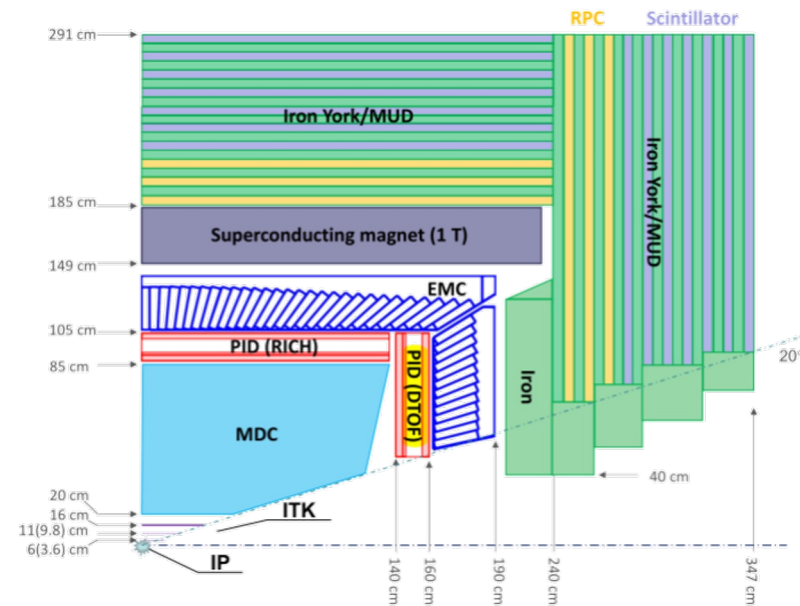 RPC
Scintillator
291 cm
Iron York/MUD
Iron York/MUD
185 cm
Superconducting magnet (1 T)
149 cm
EMC
105 cm
PID (RICH)
PID (DTOF)
85 cm
20°
Iron
MDC
40 cm
20 cm
16 cm
ITK
11(9.8) cm
6(3.6) cm
IP
140 cm
160 cm
190 cm
240 cm
347 cm